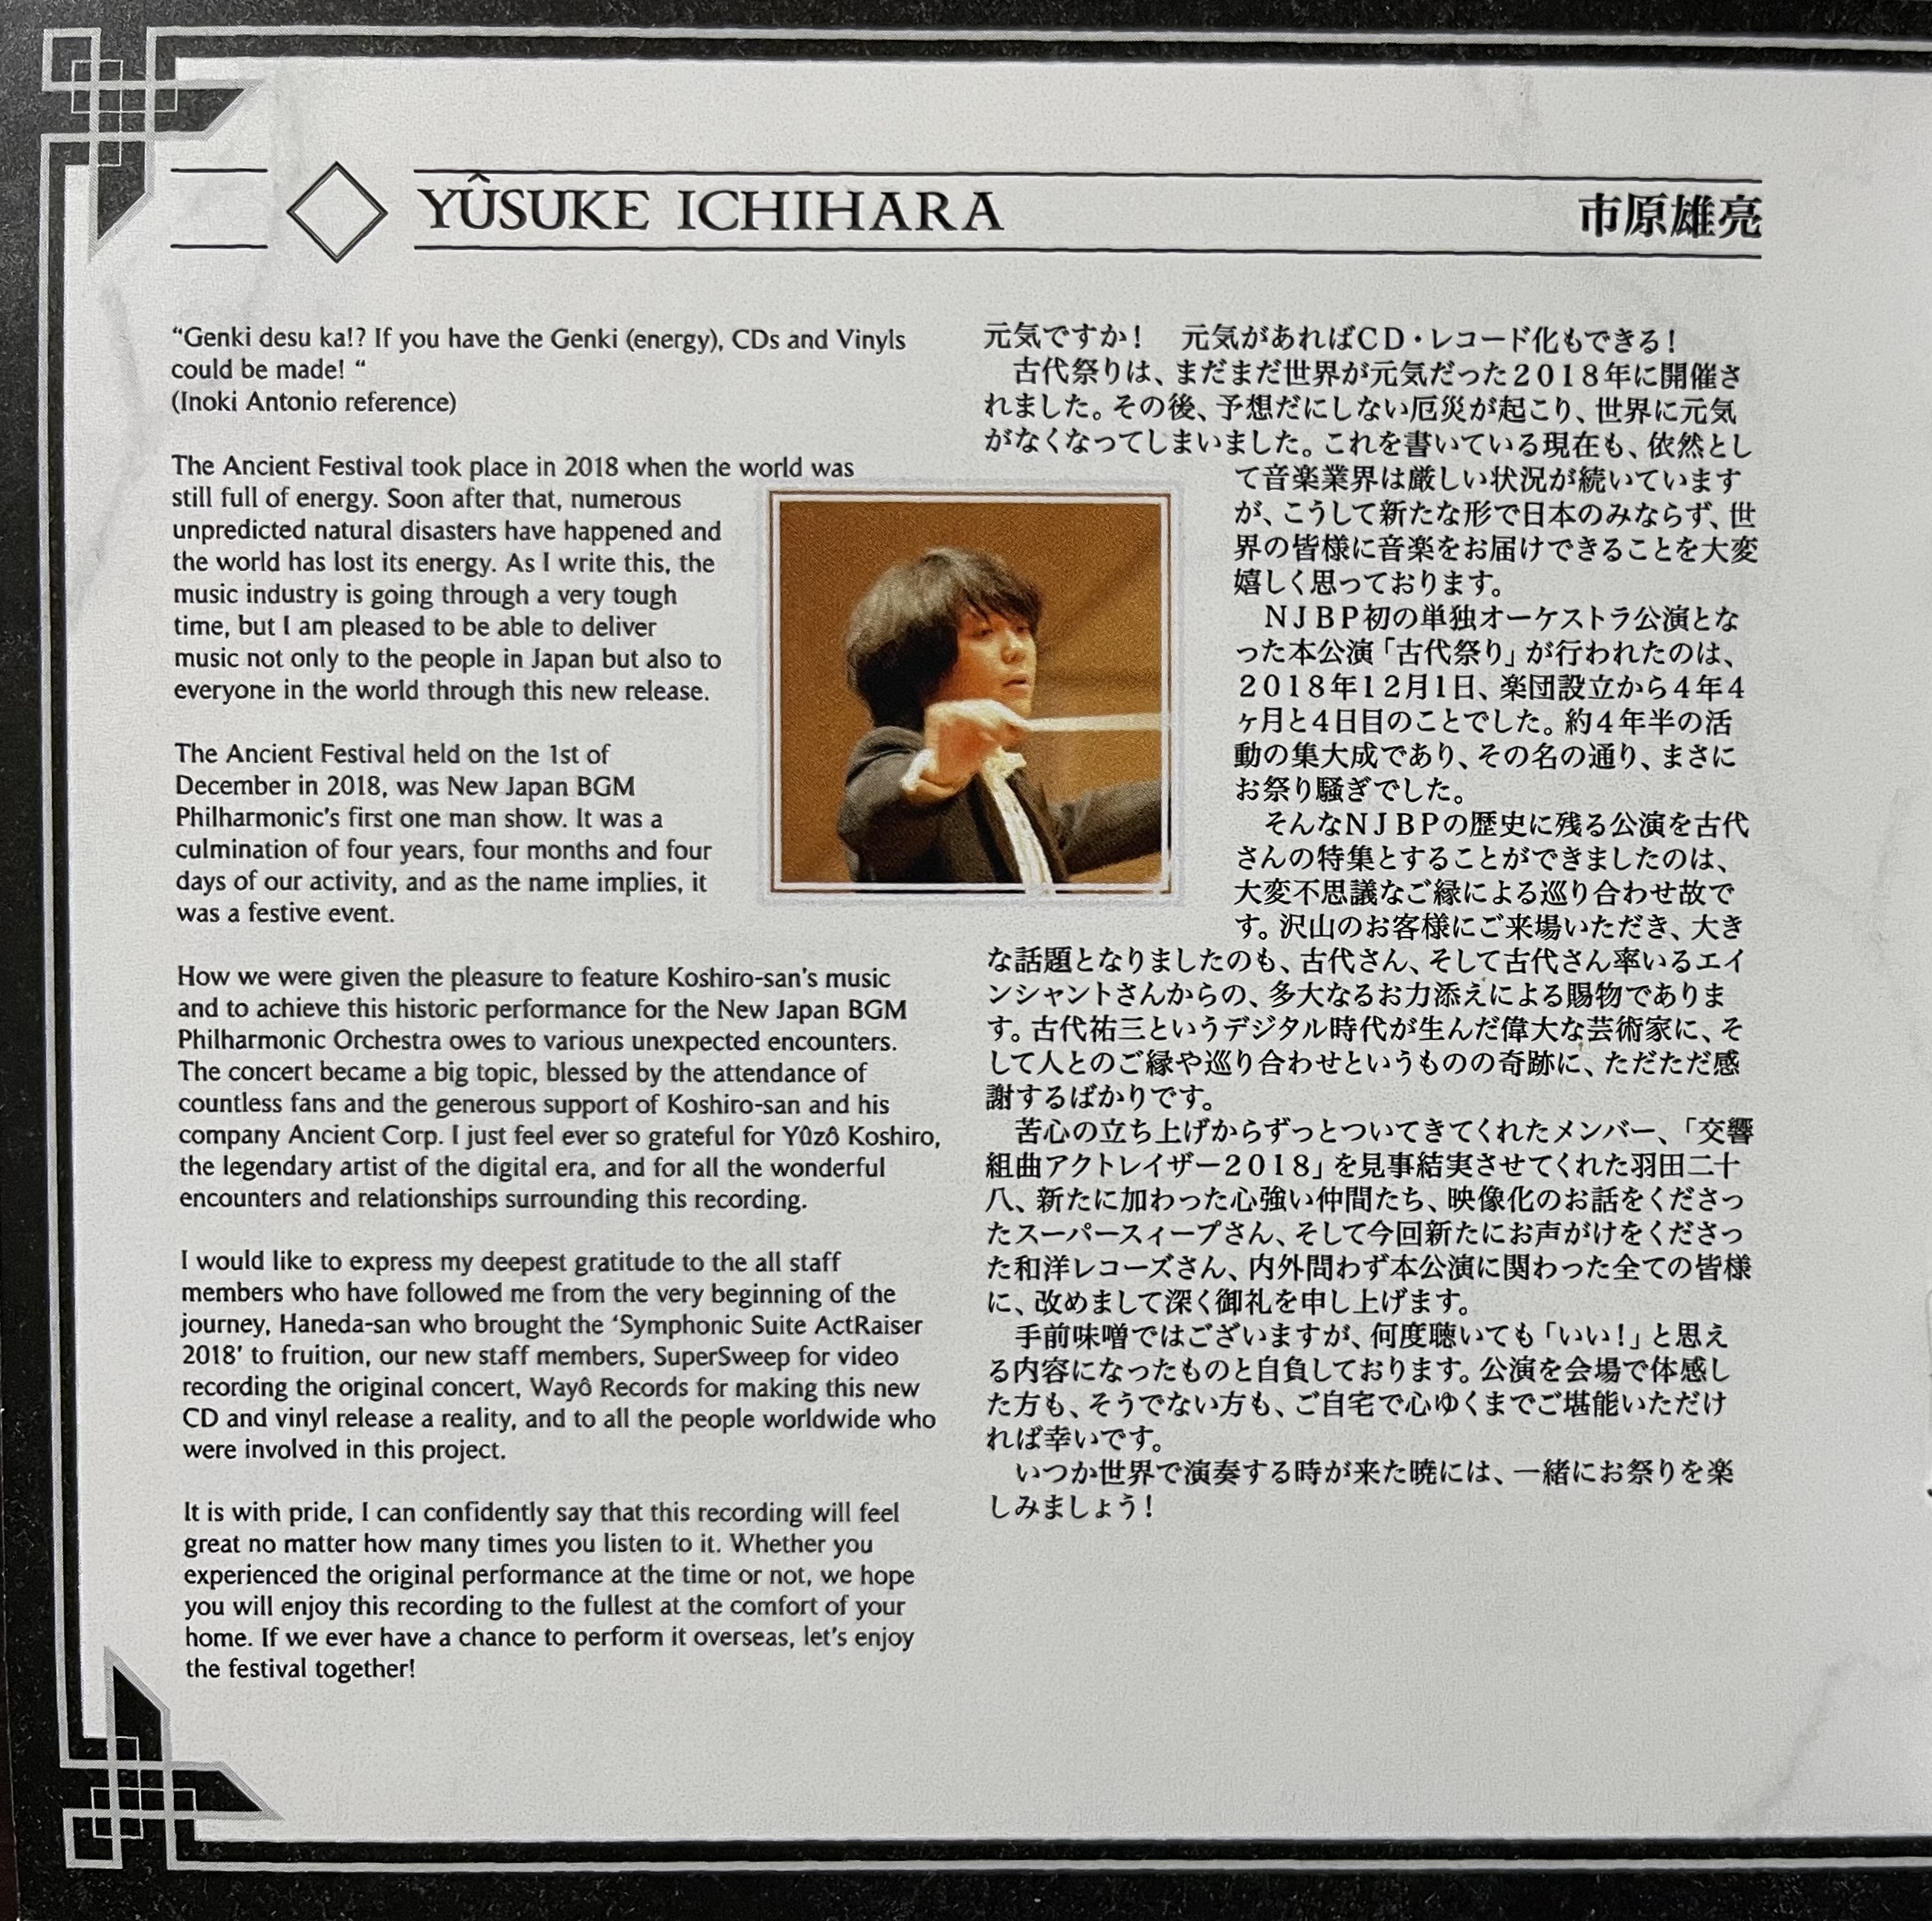 YÛSUKE ICHIHARA
市原雄亮
“Genki desu ka!? If you have the Genki (energy), CDs and Vinyls
could be made! “
(Inoki Antonio reference)
The Ancient Festival took place in 2018 when the world was
still full of energy. Soon after that, numerous
unpredicted natural disasters have happened and
the world has lost its energy. As I write this, the
music industry is going through a very tough
time, but I am pleased to be able to deliver
music not only to the people in Japan but also to
everyone in the world through this new release.
The Ancient Festival held on the 1st of
December in 2018, was New Japan BGM
Philharmonic's first one man show. It was a
culmination of four years, four months and four
days of our activity, and as the name implies, it
was a festive event.
How we were given the pleasure to feature Koshiro-san's music
and to achieve this historic performance for the New Japan BGM
Philharmonic Orchestra owes to various unexpected encounters.
The concert became a big topic, blessed by the attendance of
countless fans and the generous support of Koshiro-san and his
company Ancient Corp. I just feel ever so grateful for Yûzô Koshiro,
the legendary artist of the digital era, and for all the wonderful
encounters and relationships surrounding this recording.
I would like to express my deepest gratitude to the all staff
members who have followed me from the very beginning of the
journey, Haneda-san who brought the ‘Symphonic Suite ActRaiser
2018’ to fruition, our new staff members, SuperSweep for video
recording the original concert, Wayô Records for making this new
CD and vinyl release a reality, and to all the people worldwide who
were involved in this project.
It is with pride, I can confidently say that this recording will feel
great no matter how many times you listen to it. Whether you
experienced the original performance at the time or not, we hope
you will enjoy this recording to the fullest at the comfort of your
home. If we ever have a chance to perform it overseas, let's enjoy
the festival together!
元気ですか！　元気があればCD・レコード化もできる！
　古代祭りは、まだまだ世界が元気だった2018年に開催さ
れました。その後、予想だにしない厄災が起こり、世界に元気
がなくなってしまいました。これを書いている現在も、依然とし
て音楽業界は厳しい状況が続いています
が、こうして新たな形で日本のみならず、世
界の皆様に音楽をお届けできることを大変
嬉しく思っております。
　NJBP初の単独オーケストラ公演とな
った本公演「古代祭り」が行われたのは、
2018年12月1日、楽団設立から4年4
ヶ月と4日目のことでした。約4年半の活
動の集大成であり、その名の通り、まさに
お祭り騒ぎでした。
　そんなNJBPの歴史に残る公演を古代
さんの特集とすることができましたのは、
大変不思議なご縁による巡り合わせ故で
す。沢山のお客様にご来場いただき、大き
な話題となりましたのも、古代さん、そして古代さん率いるエイ
ンシャントさんからの、多大なるお力添えによる賜物でありま
す。古代祐三というデジタル時代が生んだ偉大な芸術家に、そ
して人とのご縁や巡り合わせというものの奇跡に、ただただ感
謝するばかりです。
　苦心の立ち上げからずっとついてきてくれたメンバー、「交響
組曲アクトレイザー2018」を見事結実させてくれた羽田二十
八、新たに加わった心強い仲間たち、映像化のお話をくださっ
たスーパースィープさん、そして今回新たにお声がけをくださっ
た和洋レコーズさん、内外問わず本公演に関わった全ての皆様
に、改めまして深く御礼を申し上げます。
　手前味噌ではございますが、何度聴いても「いい！」と思え
る内容になったものと自負しております。公演を会場で体感し
た方も、そうでない方も、ご自宅で心ゆくまでご堪能いただけ
れば幸いです。
　いつか世界で演奏する時が来た暁には、一緒にお祭りを楽
しみましょう！